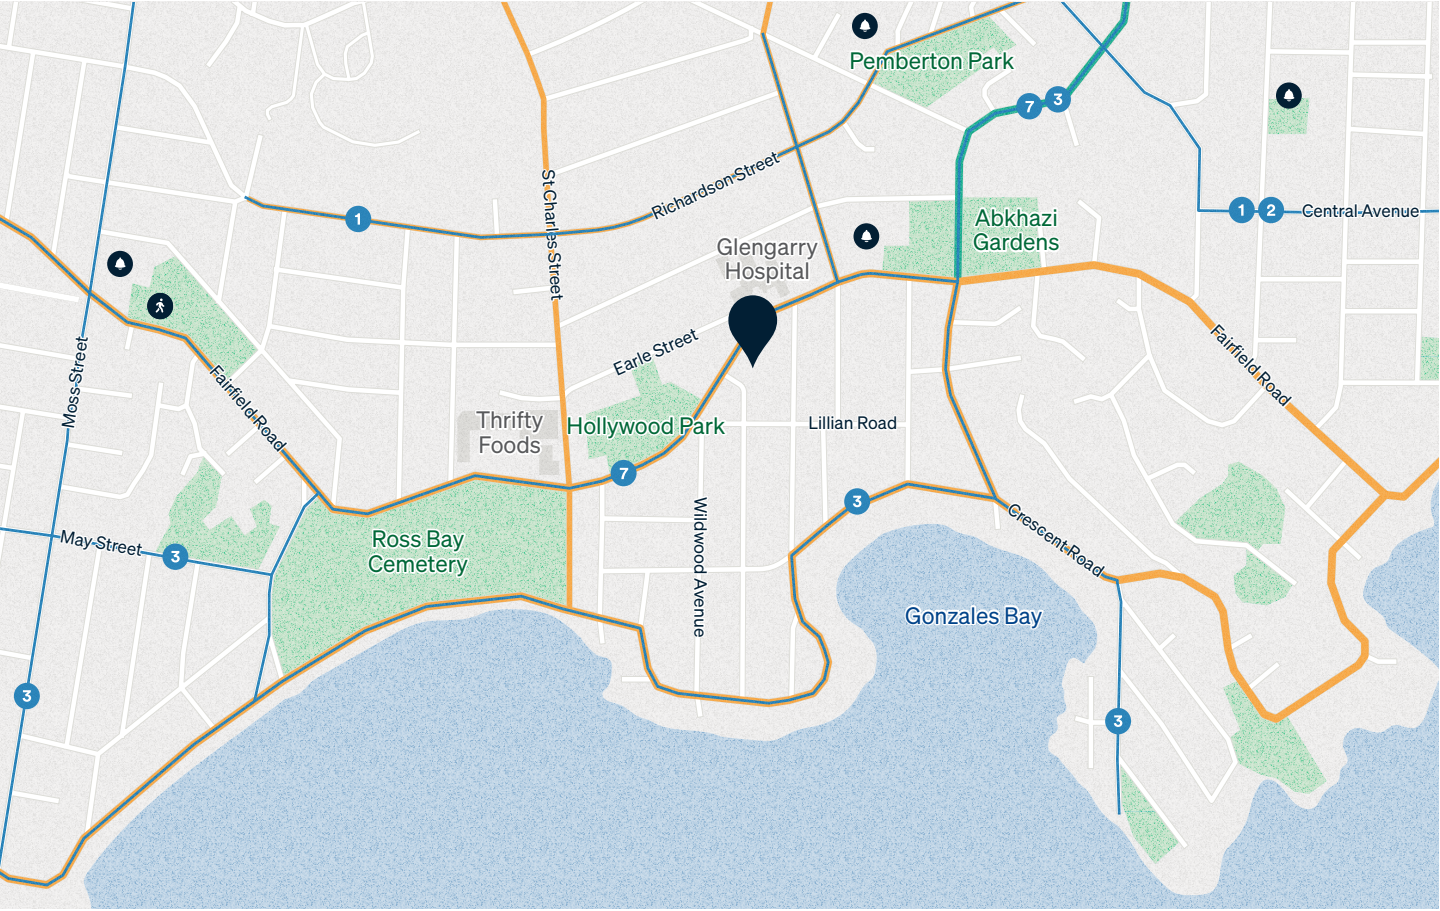 Pemberton Park
7
3
St Charles Street
Richardson Street
1
1
2
Central Avenue
Abkhazi
Gardens
Glengarry
Hospital
Earle Street
Fairfield Road
Moss Street
Fairfield Road
Thrifty
Foods
Hollywood Park
Lillian Road
7
3
Wildwood Avenue
Crescent Road
May Street
3
Ross Bay
Cemetery
Gonzales Bay
3
3